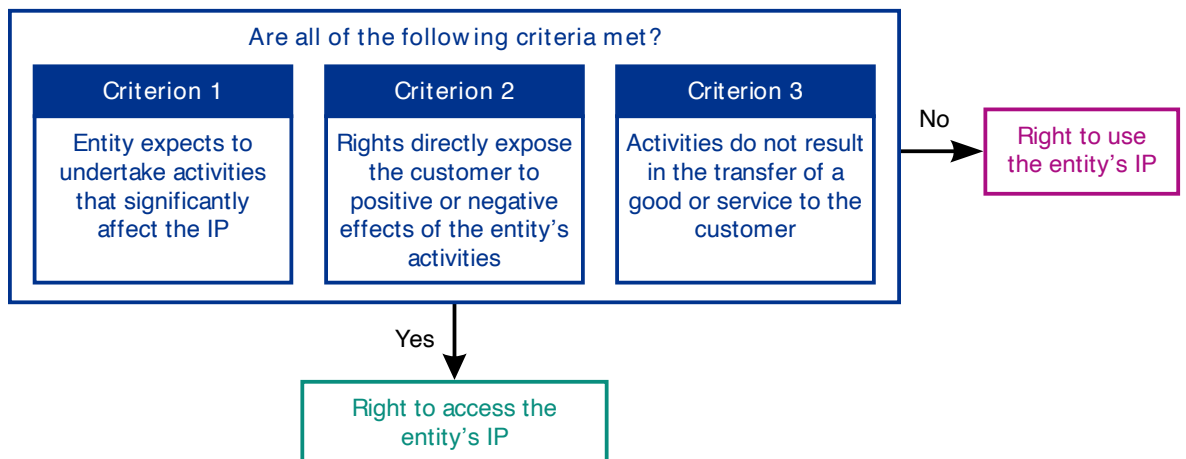 Are all of the following criteria met?
Criterion 1
Entity expects to
undertake activities
that significantly
affect the IP
Criterion 2
Rights directly expose
the customer to
positive or negative
effects of the entity's
activities
Criterion 3
Activities do not result
in the transfer of a
good or service to the
customer
No
Right to use
the entity's IP
Yes
Right to access the
entity's IP